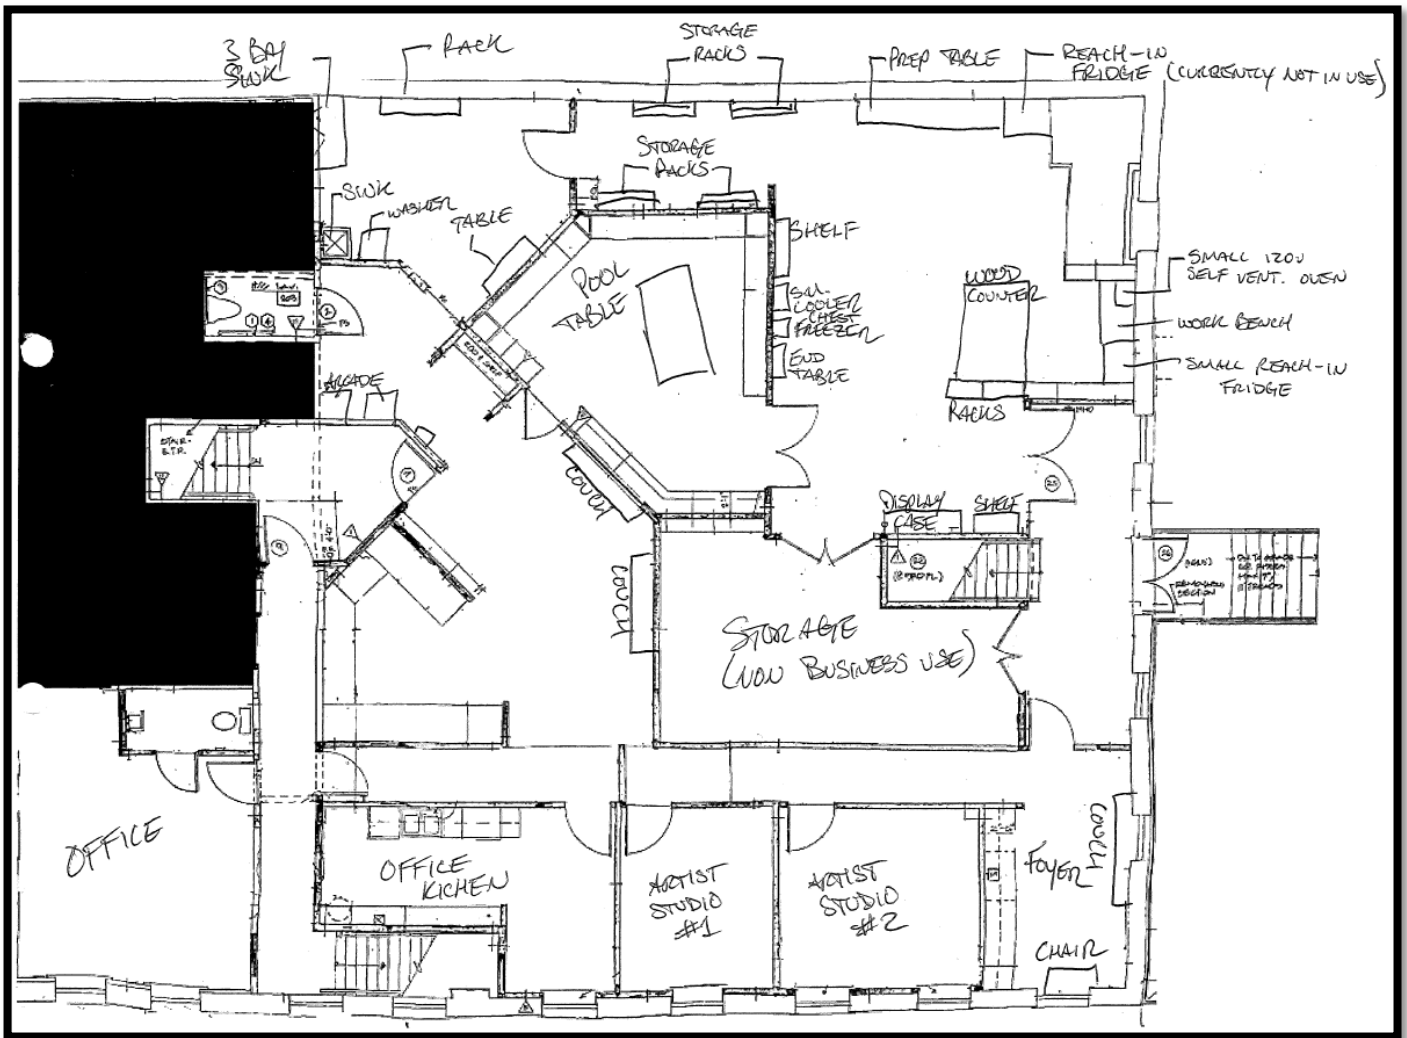 3 BAY
SINK
RACK
STORAGE
RACKS
PREP TABLE
REACH-IN
FRIDGE (CURRENTLY NOT IN USE)
STORAGE
RACKS
SINK
WASHER
TABLE
SHELF
POOL
TABLE
SM.
COOLER
CHEST
FREEZER
END
TABLE
WOOD
COUNTER
SMALL 120V
SELF VENT. OVEN
WORK BENCH
SMALL REACH-IN
FRIDGE
ARCADE
RACKS
STAIR
COUCH
DISPLAY
CASE
SHELF
COUCH
REMOVABLE
SECTION
STORAGE
(NON BUSINESS USE)
OFFICE
OFFICE
KICHEN
ARTIST
STUDIO
#1
ARTIST
STUDIO
#2
FOYER
COUCH
CHAIR